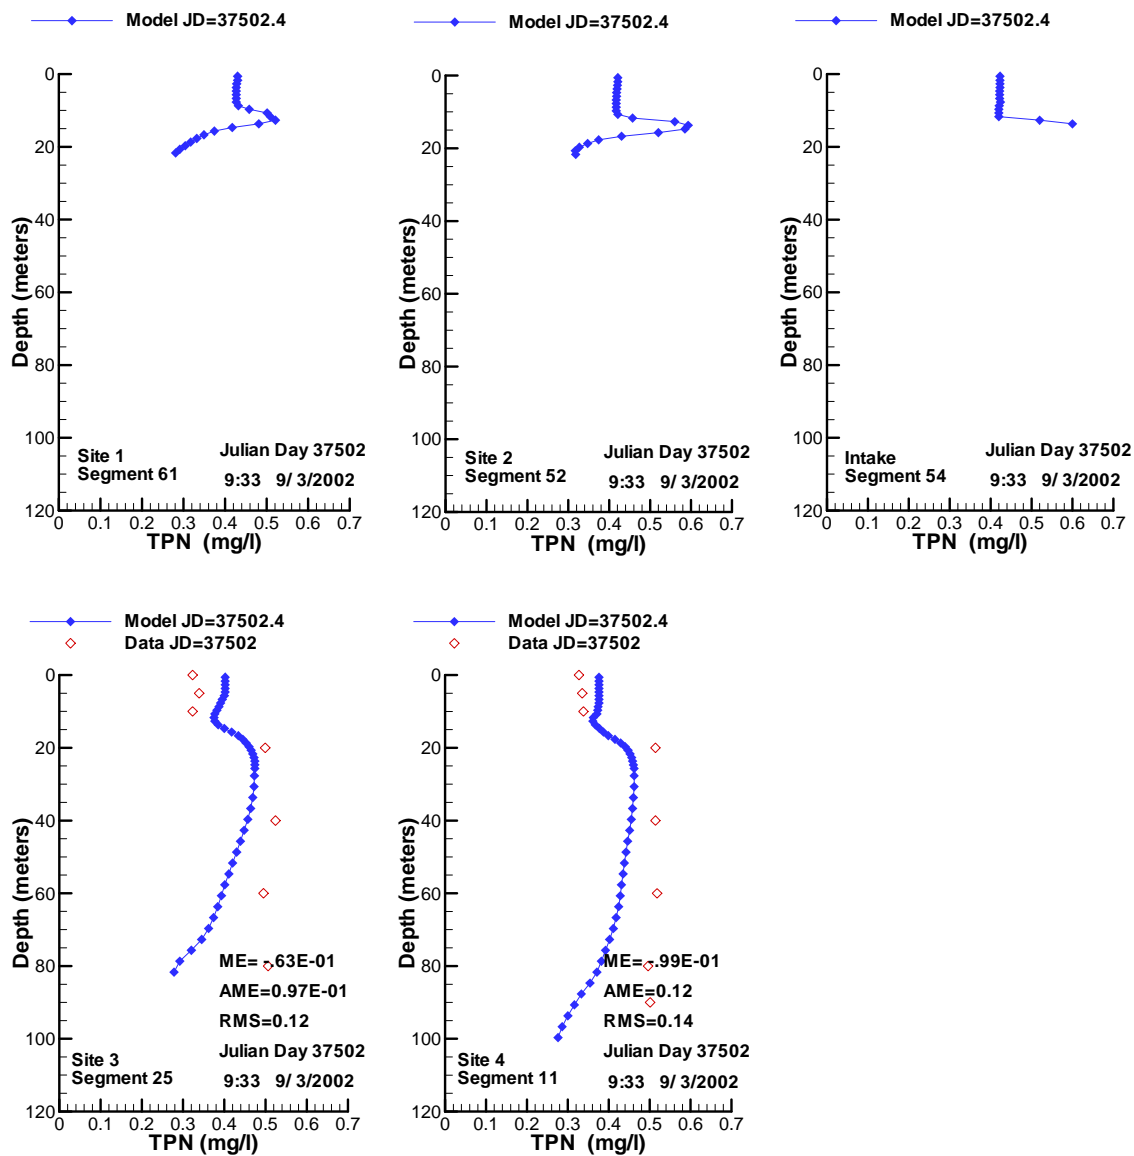 Model JD=37502.4
Model JD=37502.4
Model JD=37502.4
0
20
40
60
80
100
120
Depth (meters)
Site 1
Segment 61
Julian Day 37502
9:33 9/ 3/2002
0 0.1 0.2 0.3 0.4 0.5 0.6 0.7
TPN (mg/l)
0
20
40
60
80
100
120
Depth (meters)
Site 2
Segment 52
Julian Day 37502
9:33 9/ 3/2002
0 0.1 0.2 0.3 0.4 0.5 0.6 0.7
TPN (mg/l)
0
20
40
60
80
100
120
Depth (meters)
Intake
Segment 54
Julian Day 37502
9:33 9/ 3/2002
0 0.1 0.2 0.3 0.4 0.5 0.6 0.7
TPN (mg/l)
Model JD=37502.4
Data JD=37502
0
20
40
60
80
100
120
Depth (meters)
ME= -.63E-01
AME=0.97E-01
RMS=0.12
Site 3
Segment 25
Julian Day 37502
9:33 9/ 3/2002
0 0.1 0.2 0.3 0.4 0.5 0.6 0.7
TPN (mg/l)
Model JD=37502.4
Data JD=37502
0
20
40
60
80
100
120
Depth (meters)
ME= -.99E-01
AME=0.12
RMS=0.14
Site 4
Segment 11
Julian Day 37502
9:33 9/ 3/2002
0 0.1 0.2 0.3 0.4 0.5 0.6 0.7
TPN (mg/l)